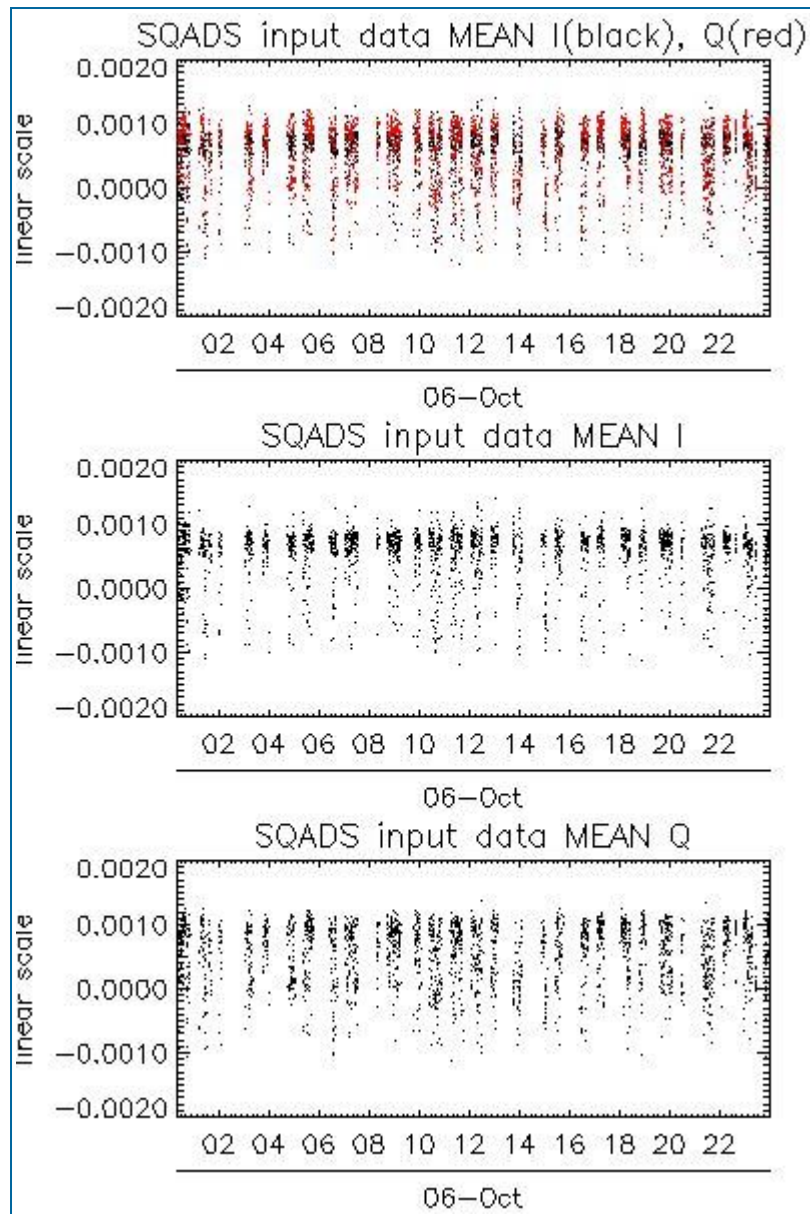 SQADS input data MEAN I(black), Q(red)
0.0020
0.0010
0.0000
−0.0010
−0.0020
linear scale
02 04 06 08 10 12 14 16 18 20 22
06−Oct
SQADS input data MEAN I
0.0020
0.0010
0.0000
−0.0010
−0.0020
linear scale
02 04 06 08 10 12 14 16 18 20 22
06−Oct
SQADS input data MEAN Q
0.0020
0.0010
0.0000
−0.0010
−0.0020
linear scale
02 04 06 08 10 12 14 16 18 20 22
06−Oct